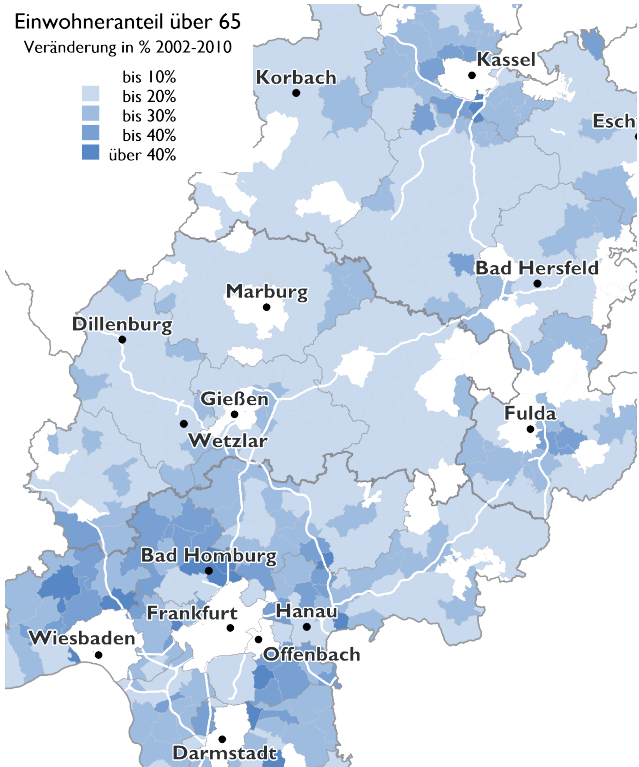 Einwohneranteil über 65
Veränderung in % 2002-2010
bis 10%
bis 20%
bis 30%
bis 40%
über 40%
Kassel
Korbach
Esch
Bad Hersfeld
Marburg
Dillenburg
Gießen
Wetzlar
Fulda
Bad Homburg
Frankfurt
Hanau
Wiesbaden
Offenbach
Darmstadt